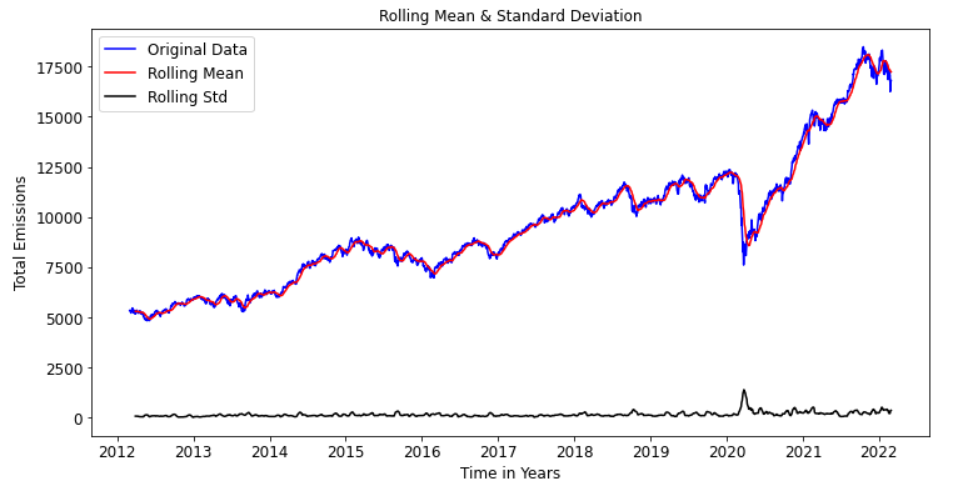 Rolling Mean & Standard Deviation
Original Data
Rolling Mean
Rolling Std
17500
15000
12500
10000
7500
5000
2500
0
Total Emissions
2012 2013 2014 2015 2016 2017 2018 2019 2020 2021 2022
Time in Years